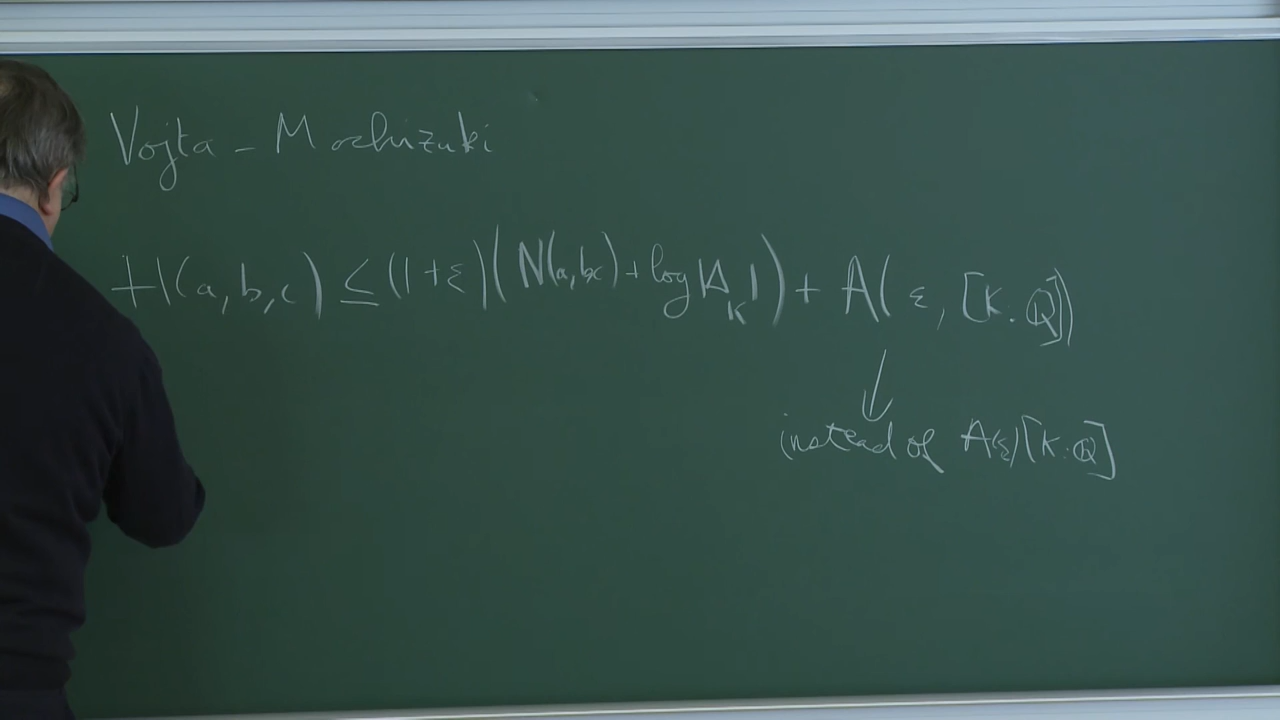 Vojta - Mochizuki
H(a,b,c) ≤ (1+ε)(N(a,bc) + log|Δ_K|) + A(ε, [K:Q])
↓
instead of A(ε)[K:Q]